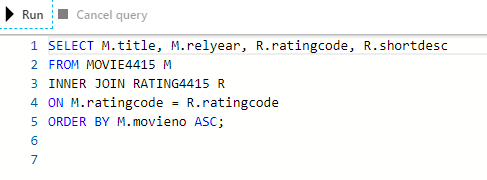 Run Cancel query
1 SELECT M.title, M.relyear, R.ratingcode, R.shortdesc
2 FROM MOVIE4415 M
3 INNER JOIN RATING4415 R
4 ON M.ratingcode = R.ratingcode
5 ORDER BY M.movieno ASC;
6
7